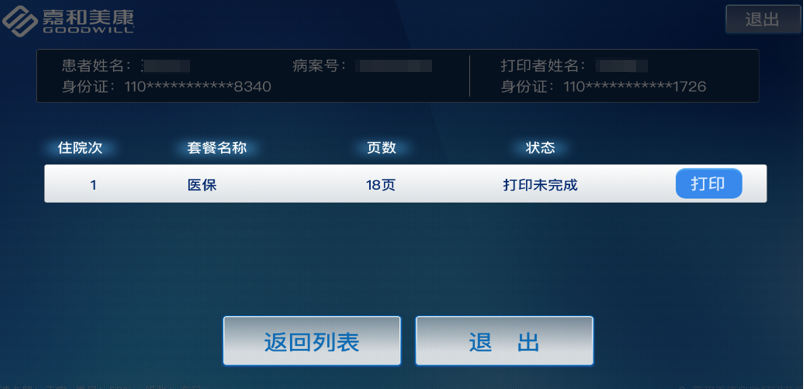 嘉和美康 退出
GOODWILL
患者姓名： 病案号： 打印者姓名：
身份证：110***********8340 身份证：110***********1726
住院次 套餐名称 页数 状态
1 医保 18页 打印未完成 打印
返回列表 退 出